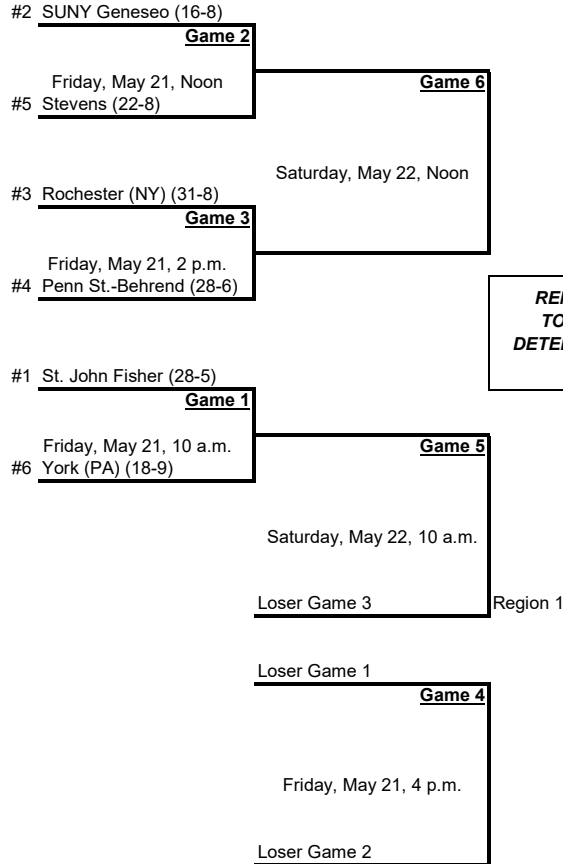 #2 SUNY Geneseo (16-8)
Game 2
Friday, May 21, Noon
#5 Stevens (22-8)
Game 6
Saturday, May 22, Noon
#3 Rochester (NY) (31-8)
Game 3
Friday, May 21, 2 p.m.
#4 Penn St.-Behrend (28-6)
#1 St. John Fisher (28-5)
Game 1
Friday, May 21, 10 a.m.
#6 York (PA) (18-9)
Game 5
Saturday, May 22, 10 a.m.
Loser Game 3
Region 1
Loser Game 1
Game 4
Friday, May 21, 4 p.m.
Loser Game 2